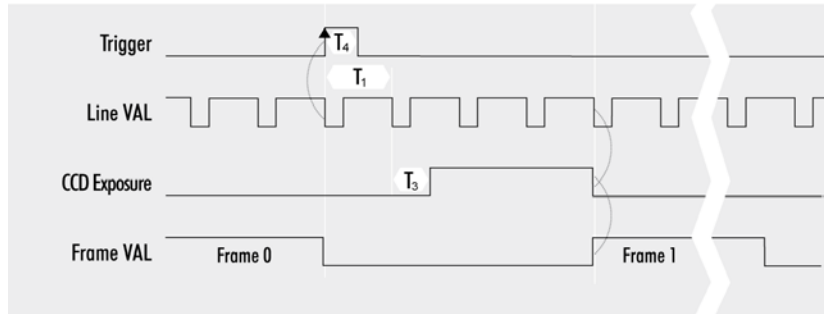 Trigger
T4
T1
Line VAL
CCD Exposure
T3
Frame VAL
Frame 0
Frame 1